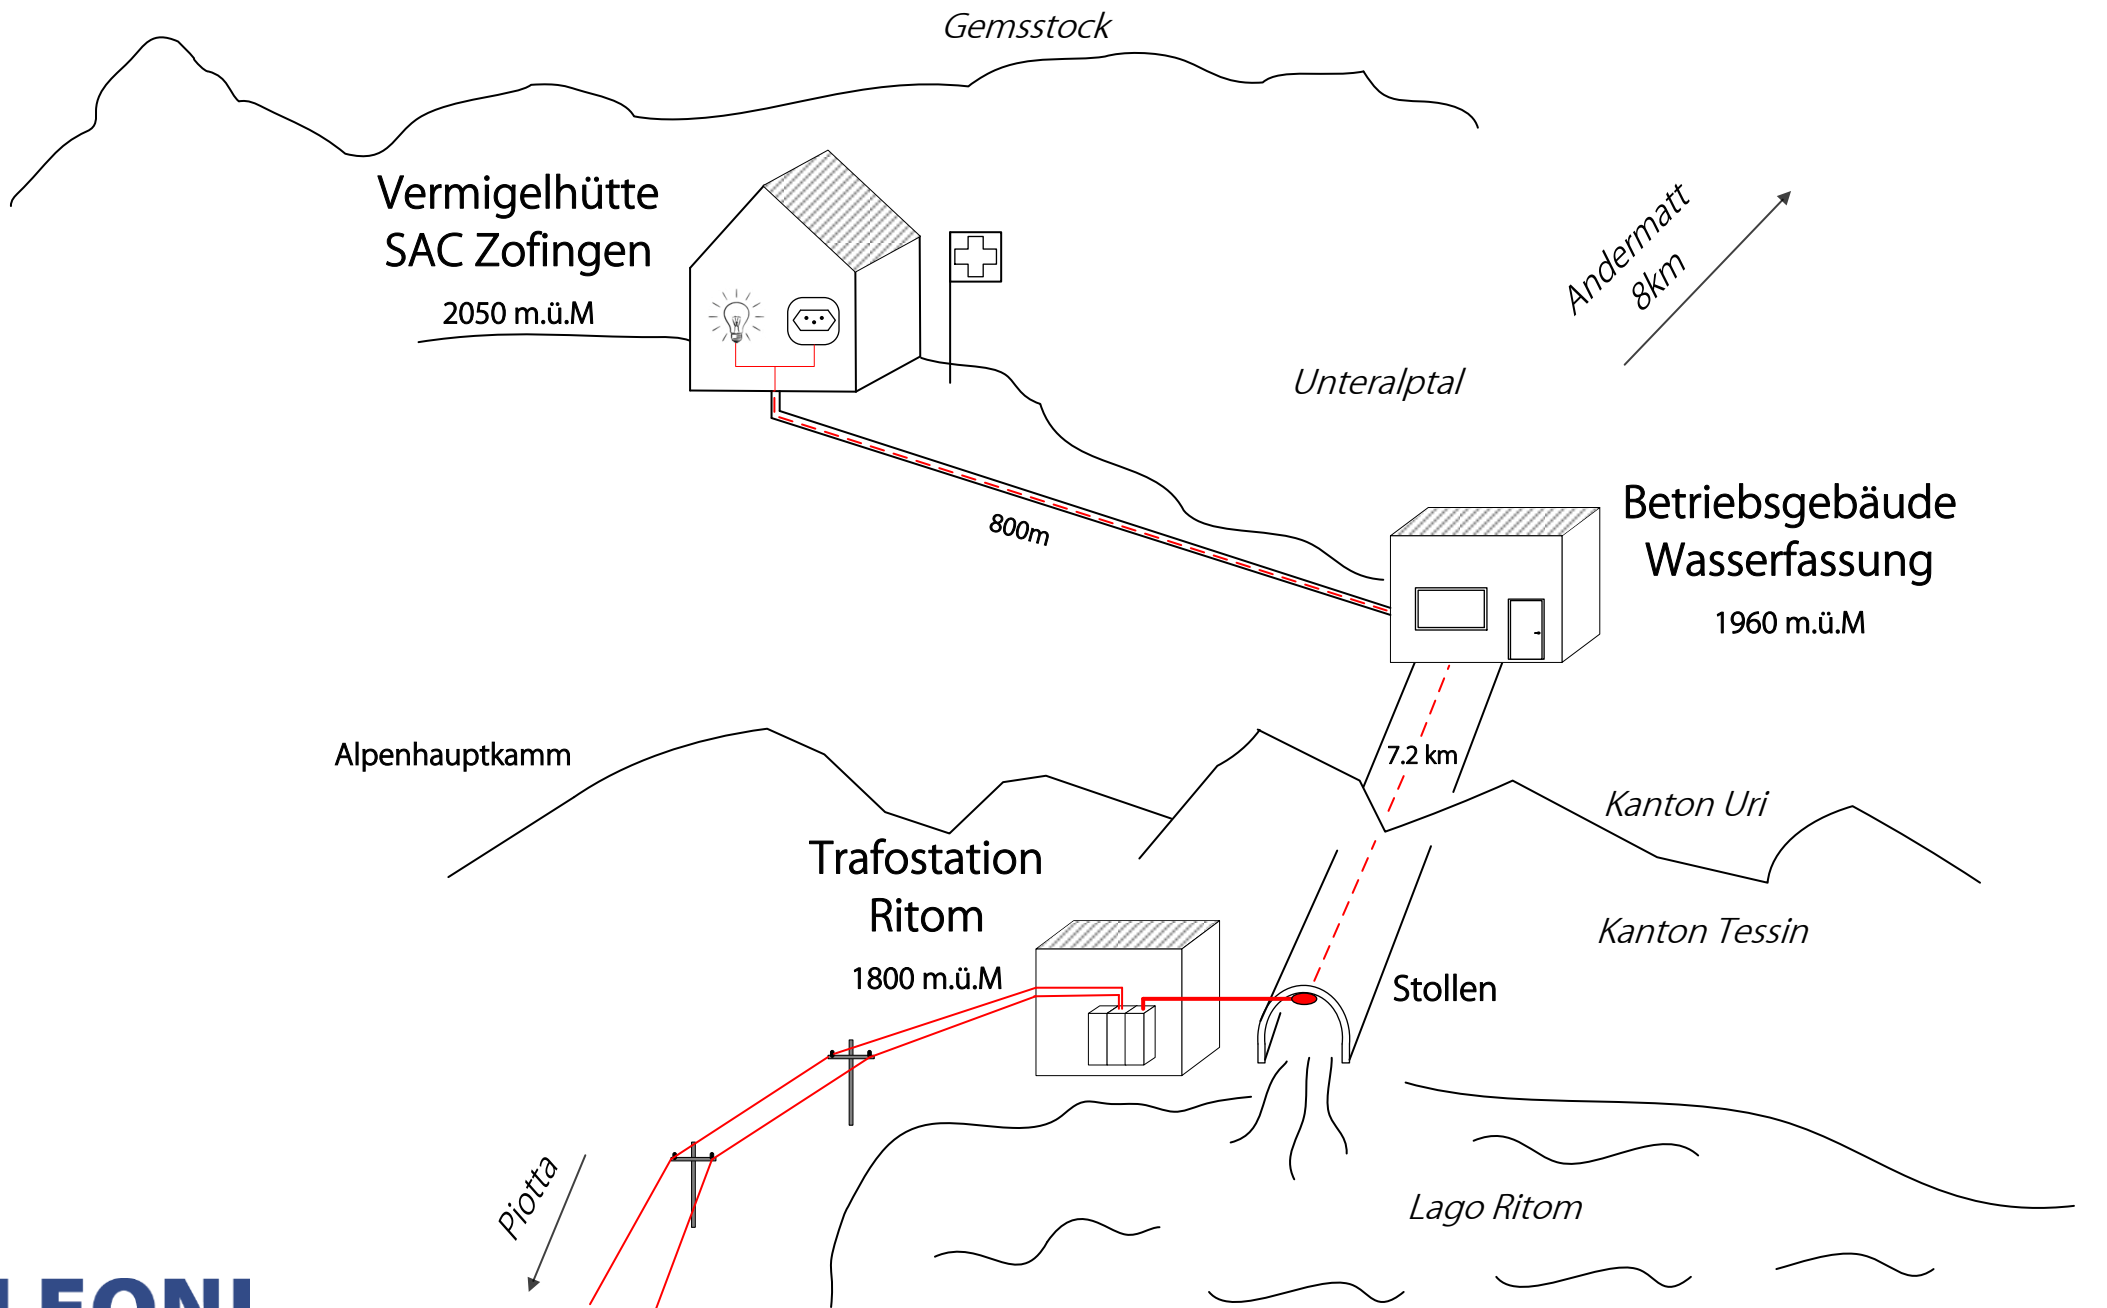 Gemsstock
Vermigelhütte
SAC Zofingen
2050 m.ü.M
Andermatt
8km
Unteralptal
800m
Betriebsgebäude
Wasserfassung
1960 m.ü.M
Alpenhauptkamm
7.2 km
Kanton Uri
Trafostation
Ritom
1800 m.ü.M
Kanton Tessin
Stollen
Piotta
Lago Ritom
LEONI